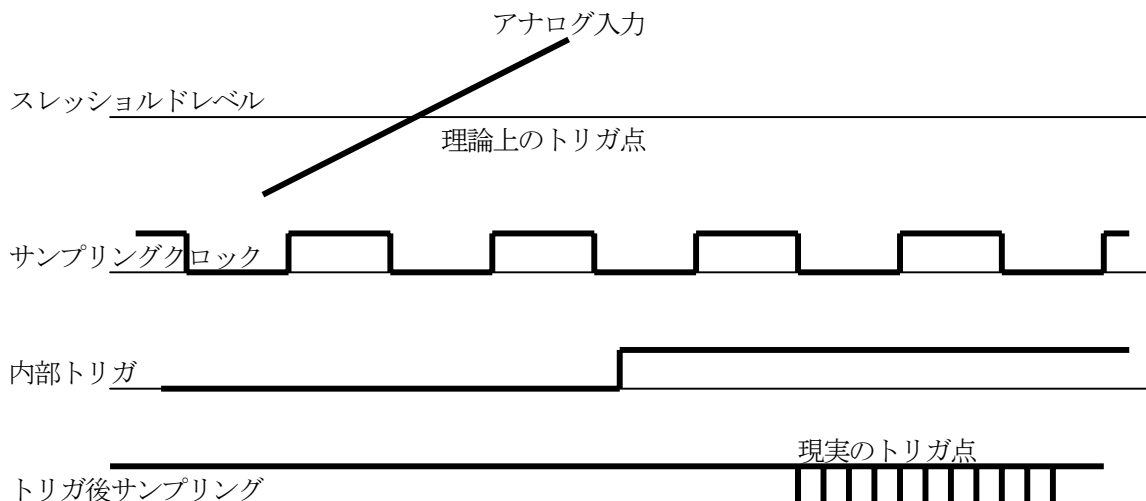 アナログ入力
スレッショルドレベル
理論上のトリガ点
サンプリングクロック
内部トリガ
現実のトリガ点
トリガ後サンプリング